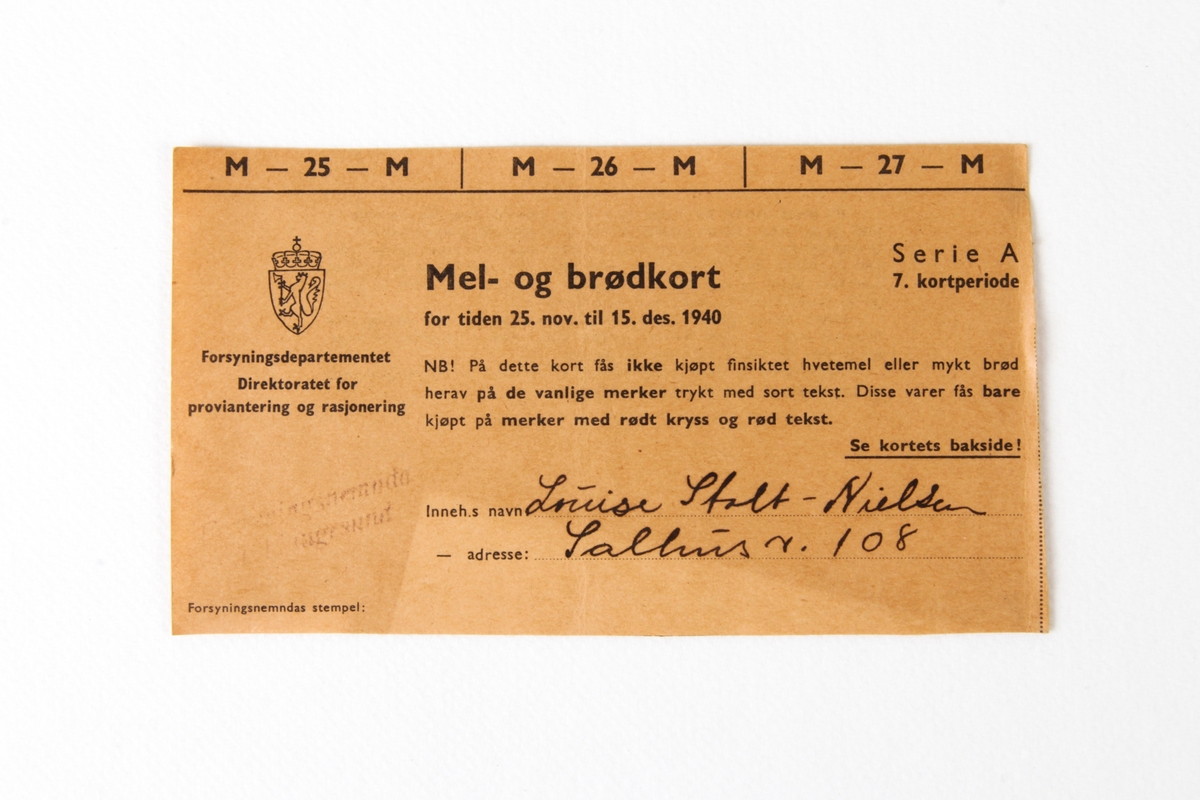 M — 25 — M | M — 26 — M | M — 27 — M
Serie A
7. kortperiode
Mel- og brødkort
for tiden 25. nov. til 15. des. 1940
Forsyningsdepartementet
Direktoratet for
proviantering og rasjonering
NB! På dette kort fås ikke kjøpt finsiktet hvetemel eller mykt brød
herav på de vanlige merker trykt med sort tekst. Disse varer fås bare
kjøpt på merker med rødt kryss og rød tekst.
Se kortets bakside!
Inneh.s navn Louise Stolt-Nielsen
— adresse: Salhus v. 108
Forsyningsnemndas stempel: